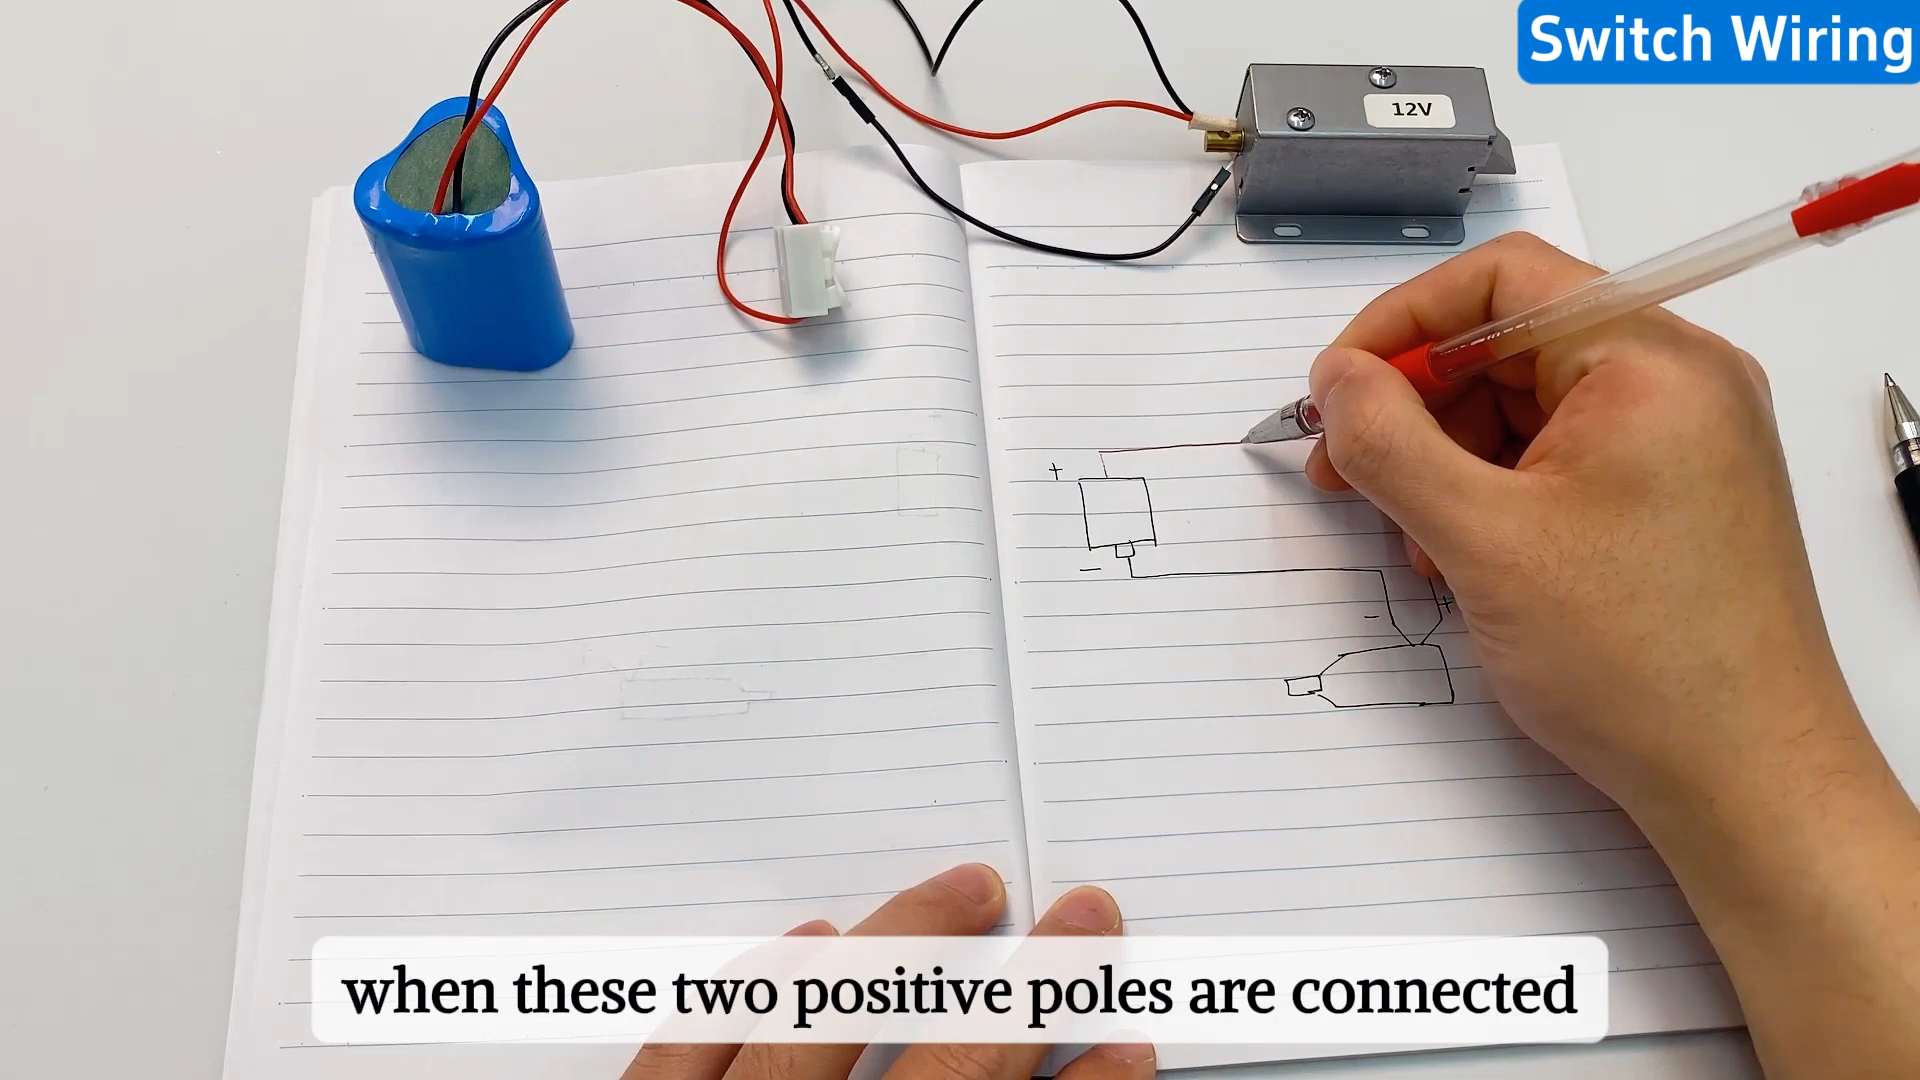 Switch Wiring
12V
+
−
−
+
when these two positive poles are connected